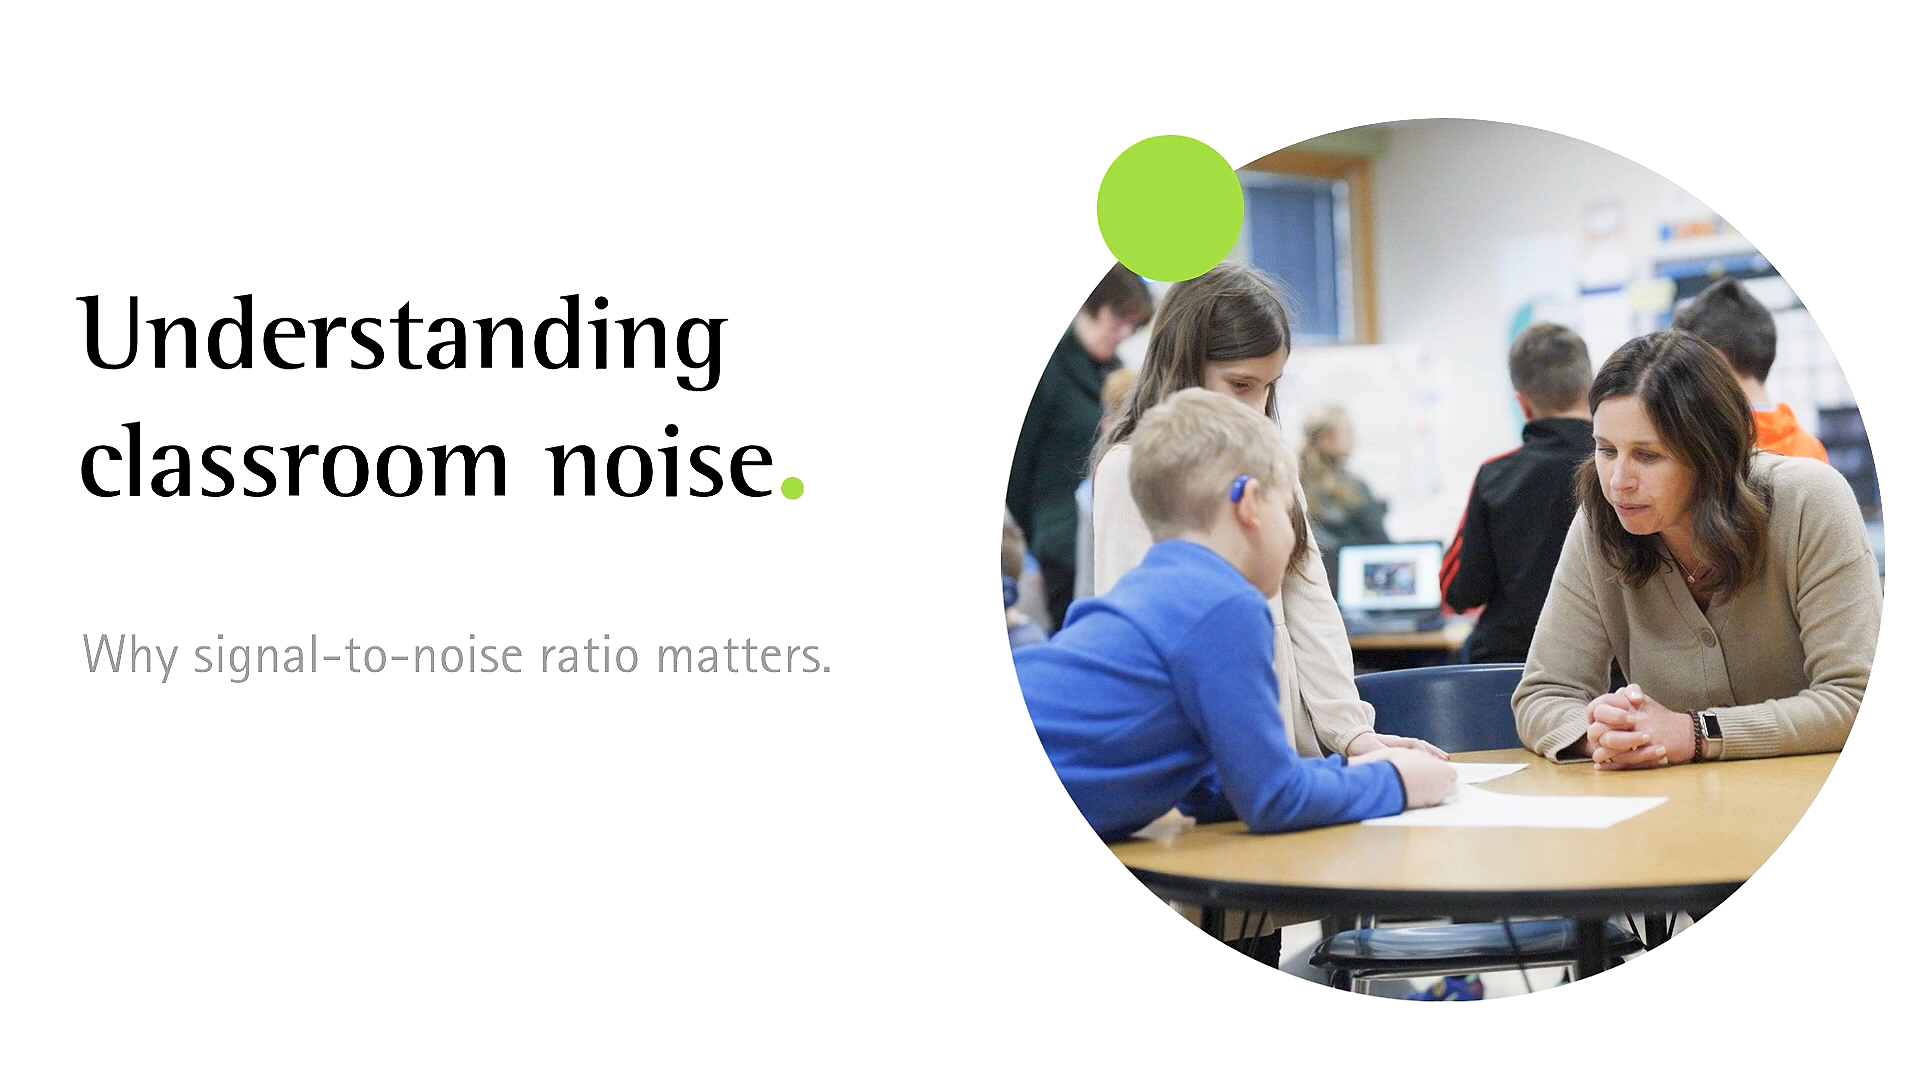 Understanding
classroom noise.
Why signal-to-noise ratio matters.